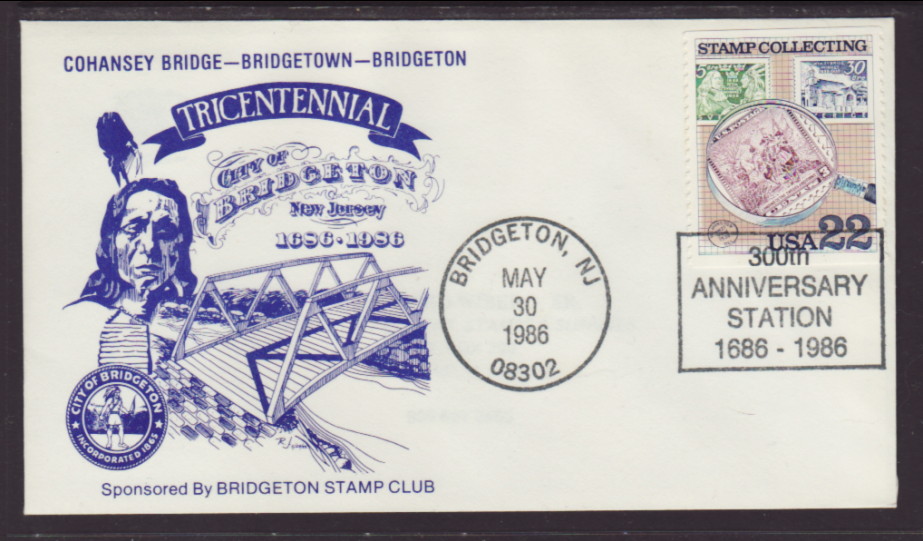 COHANSEY BRIDGE—BRIDGETOWN—BRIDGETON
TRICENTENNIAL
CITY OF
BRIDGETON
New Jersey
1686 · 1986
CITY OF BRIDGETON
INCORPORATED 1865
Sponsored By BRIDGETON STAMP CLUB
BRIDGETON, NJ
MAY
30
1986
08302
STAMP COLLECTING
30
USA 22
300th
ANNIVERSARY
STATION
1686 - 1986